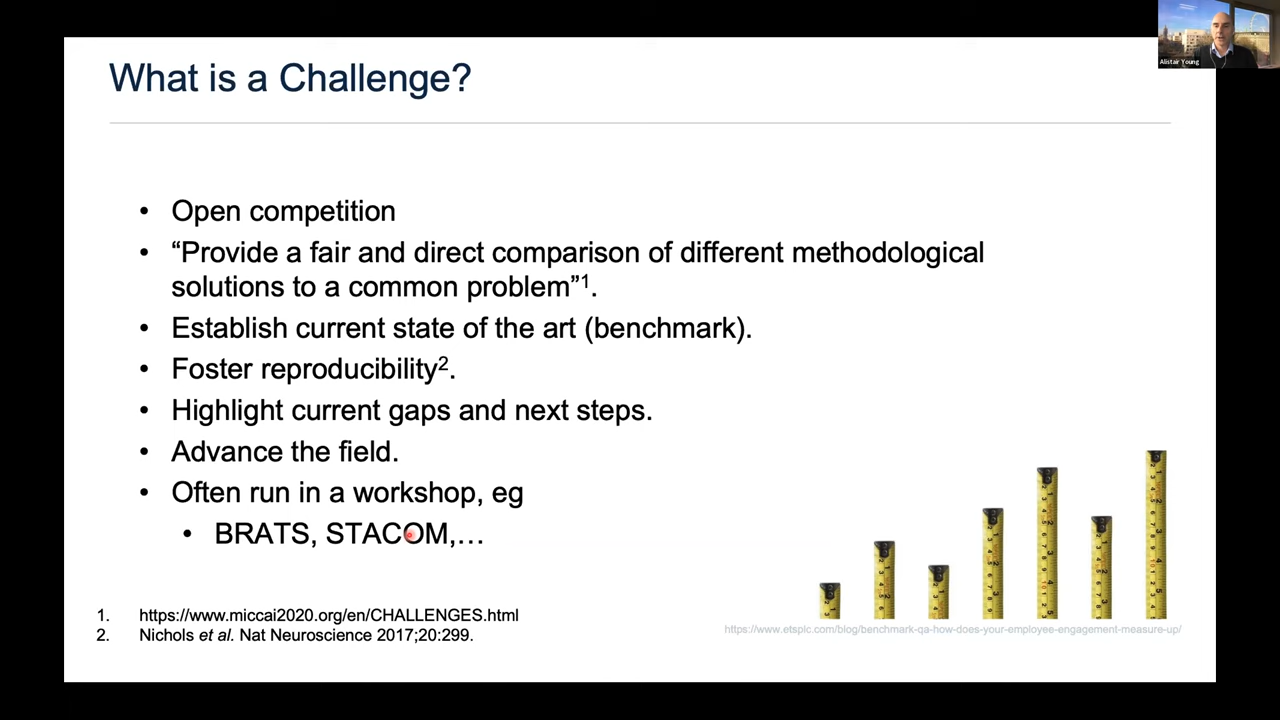 What is a Challenge?
Alistair Young
• Open competition
• “Provide a fair and direct comparison of different methodological
solutions to a common problem”1.
• Establish current state of the art (benchmark).
• Foster reproducibility2.
• Highlight current gaps and next steps.
• Advance the field.
• Often run in a workshop, eg
• BRATS, STACOM,…
1. https://www.miccai2020.org/en/CHALLENGES.html
2. Nichols et al. Nat Neuroscience 2017;20:299.
https://www.etspic.com/blog/benchmark-qa-how-does-your-employee-engagement-measure-up/